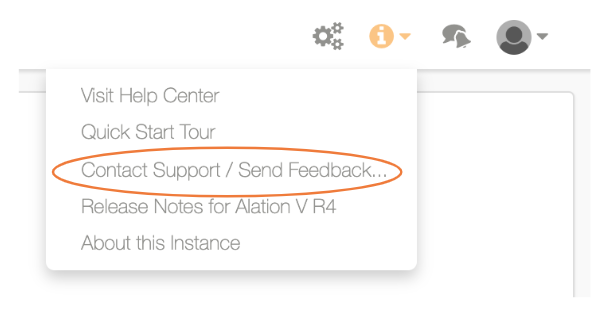 Visit Help Center
Quick Start Tour
Contact Support / Send Feedback...
Release Notes for Alation V R4
About this Instance